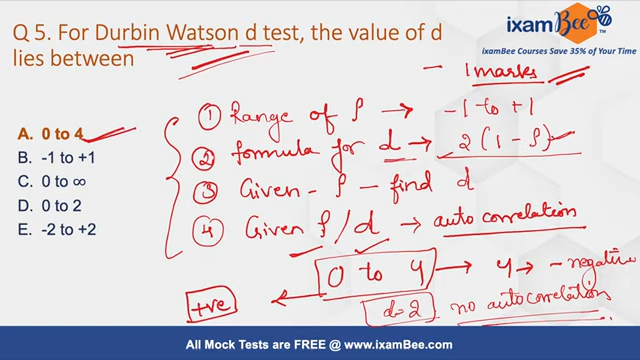 Q 5. For Durbin Watson d test, the value of d
lies between
ixamBee
TM
ixamBee Courses Save 35% of Your Time
- 1 marks
A. 0 to 4
B. -1 to +1
C. 0 to ∞
D. 0 to 2
E. -2 to +2
① Range of ρ → -1 to +1
② formula for d → 2 (1 - ρ)
③ Given - ρ - find d
④ Given ρ/d → auto correlation
0 to 4 → 4 → - negative
+ve
d=2 no autocorrelation
All Mock Tests are FREE @ www.ixamBee.com